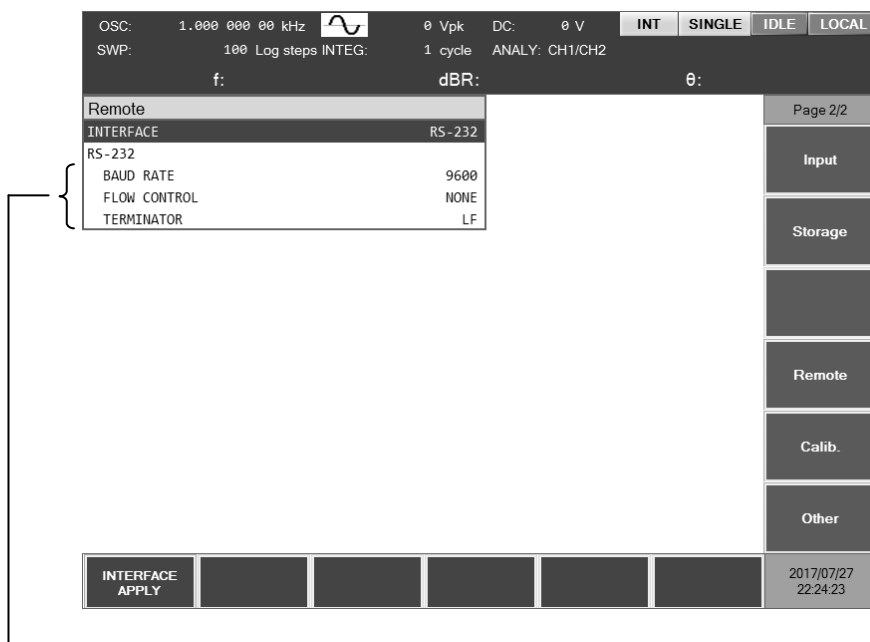 OSC: 1.000 000 00 kHz 0 Vpk DC: 0 V INT SINGLE IDLE LOCAL
SWP: 100 Log steps INTEG: 1 cycle ANALY: CH1/CH2
f: dBR: θ:
Remote
INTERFACE RS-232
RS-232
BAUD RATE 9600
FLOW CONTROL NONE
TERMINATOR LF
Page 2/2
Input
Storage
Remote
Calib.
Other
INTERFACE
APPLY
2017/07/27
22:24:23